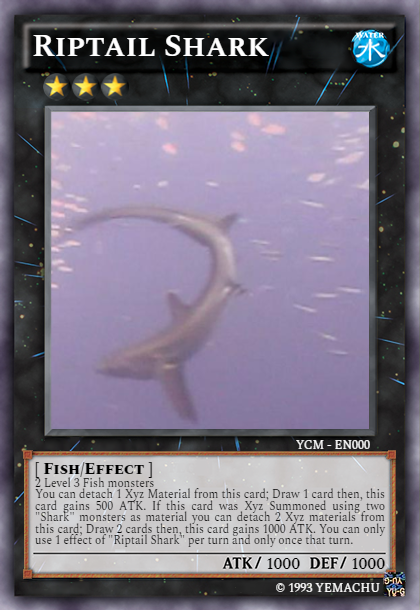 RIPTAIL SHARK
WATER
水
YCM - EN000
[ FISH/EFFECT ]
2 Level 3 Fish monsters
You can detach 1 Xyz Material from this card; Draw 1 card then, this
card gains 500 ATK. If this card was Xyz Summoned using two
"Shark" monsters as material you can detach 2 Xyz materials from
this card; Draw 2 cards then, this card gains 1000 ATK. You can only
use 1 effect of "Riptail Shark" per turn and only once that turn.
ATK/ 1000 DEF/ 1000
© 1993 YEMACHU